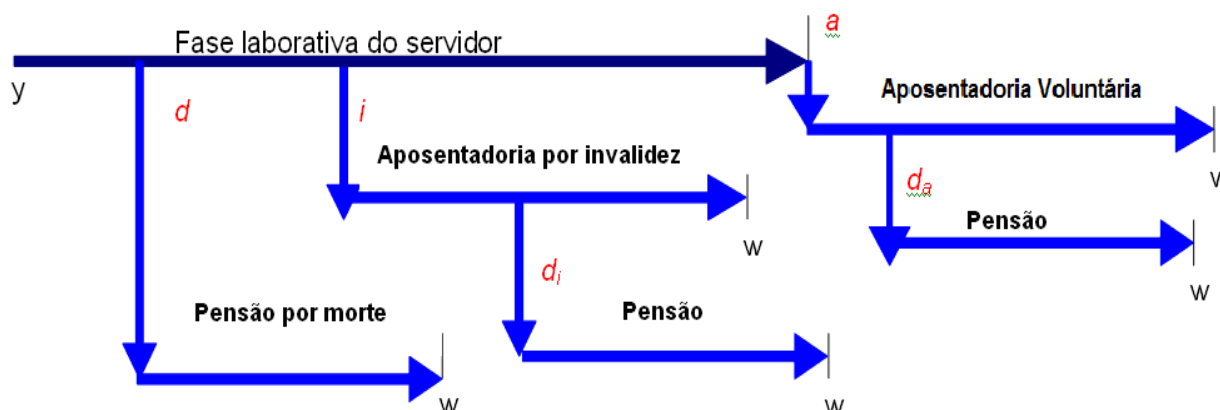 a
Fase laborativa do servidor
y
d
i
Aposentadoria Voluntária
Aposentadoria por invalidez
da
w
Pensão
w
di
w
Pensão por morte
Pensão
w
w